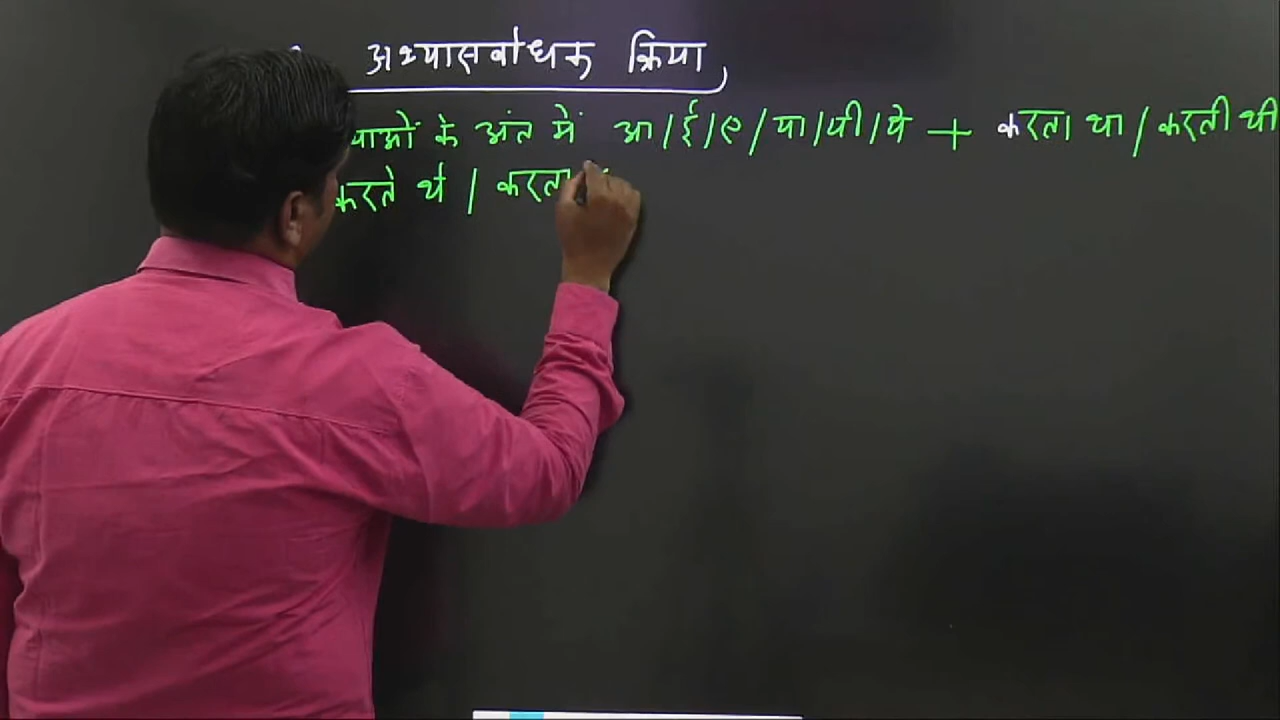 अभ्यासबोधक क्रिया
याओं के अंत में आ/ई/ए/या/यी/ये + करता था/करती थी
करते थे / करता